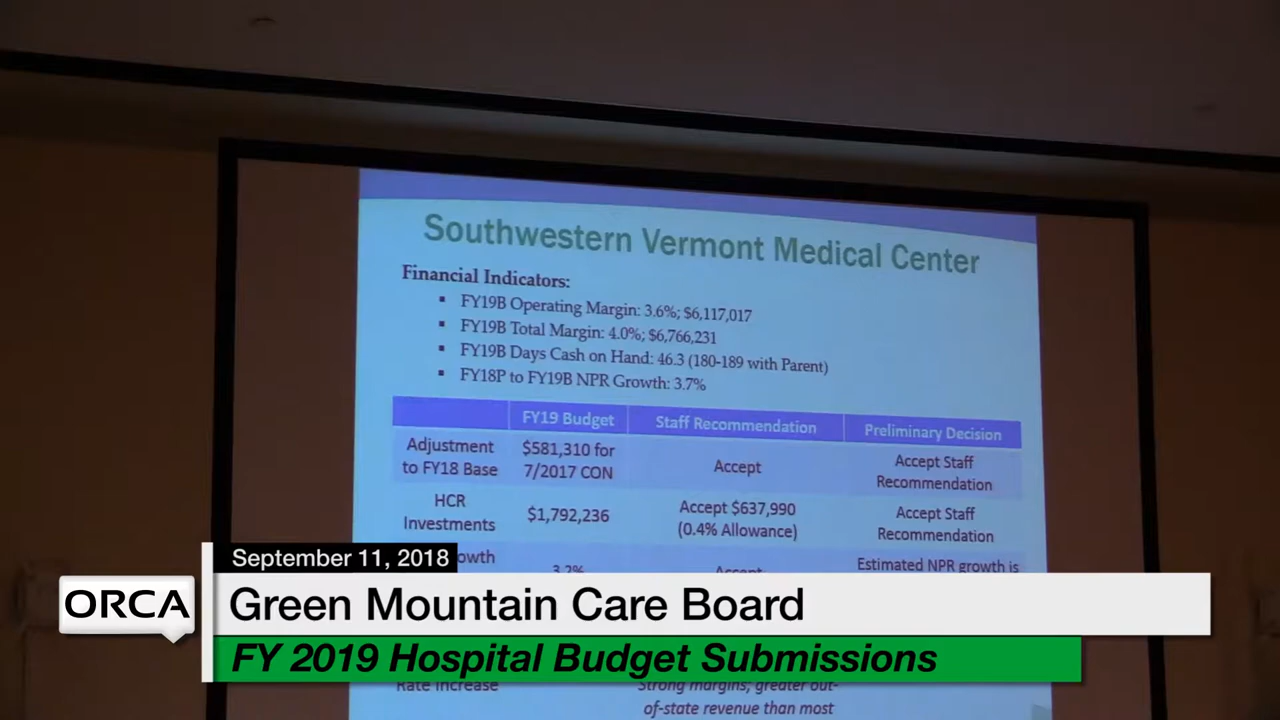 Southwestern Vermont Medical Center
Financial Indicators:
▪ FY19B Operating Margin: 3.6%; $6,117,017
▪ FY19B Total Margin: 4.0%; $6,766,231
▪ FY19B Days Cash on Hand: 46.3 (180-189 with Parent)
▪ FY18P to FY19B NPR Growth: 3.7%
FY19 Budget Staff Recommendation Preliminary Decision
Adjustment
to FY18 Base
$581,310 for
7/2017 CON
Accept
Accept Staff
Recommendation
HCR
Investments
$1,792,236
Accept $637,990
(0.4% Allowance)
Accept Staff
Recommendation
owth
3.2%
Accept
Estimated NPR growth is
September 11, 2018
ORCA
Green Mountain Care Board
FY 2019 Hospital Budget Submissions
Rate Increase
Strong margins; greater out-
of-state revenue than most